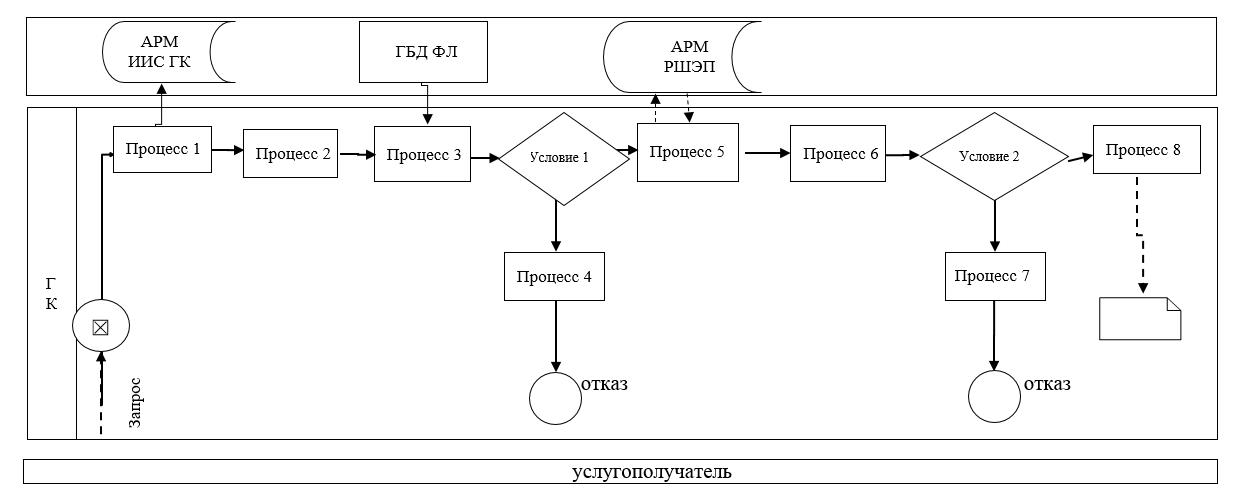 АРМ
ИИС ГК
ГБД ФЛ
АРМ
РШЭП
Процесс 1
Процесс 2
Процесс 3
Условие 1
Процесс 5
Процесс 6
Условие 2
Процесс 8
Г
К
Процесс 4
Процесс 7
Запрос
отказ
отказ
услугополучатель